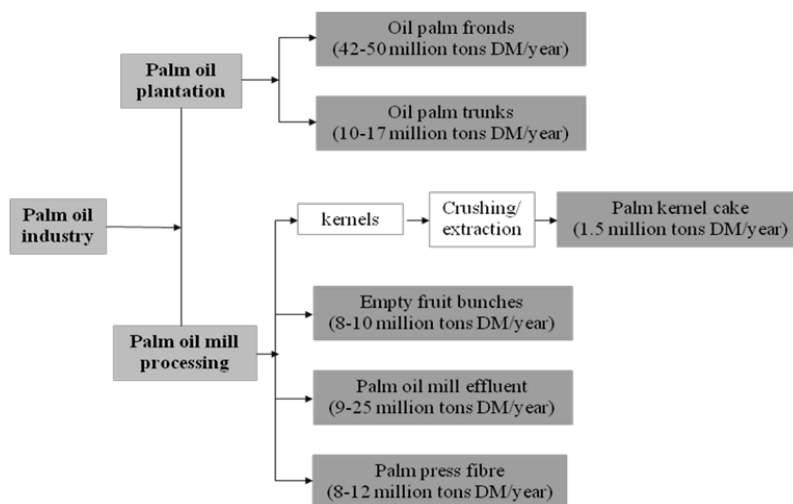 Oil palm fronds
(42-50 million tons DM/year)
Palm oil
plantation
Oil palm trunks
(10-17 million tons DM/year)
Palm oil
industry
kernels
Crushing/
extraction
Palm kernel cake
(1.5 million tons DM/year)
Empty fruit bunches
(8-10 million tons DM/year)
Palm oil mill
processing
Palm oil mill effluent
(9-25 million tons DM/year)
Palm press fibre
(8-12 million tons DM/year)